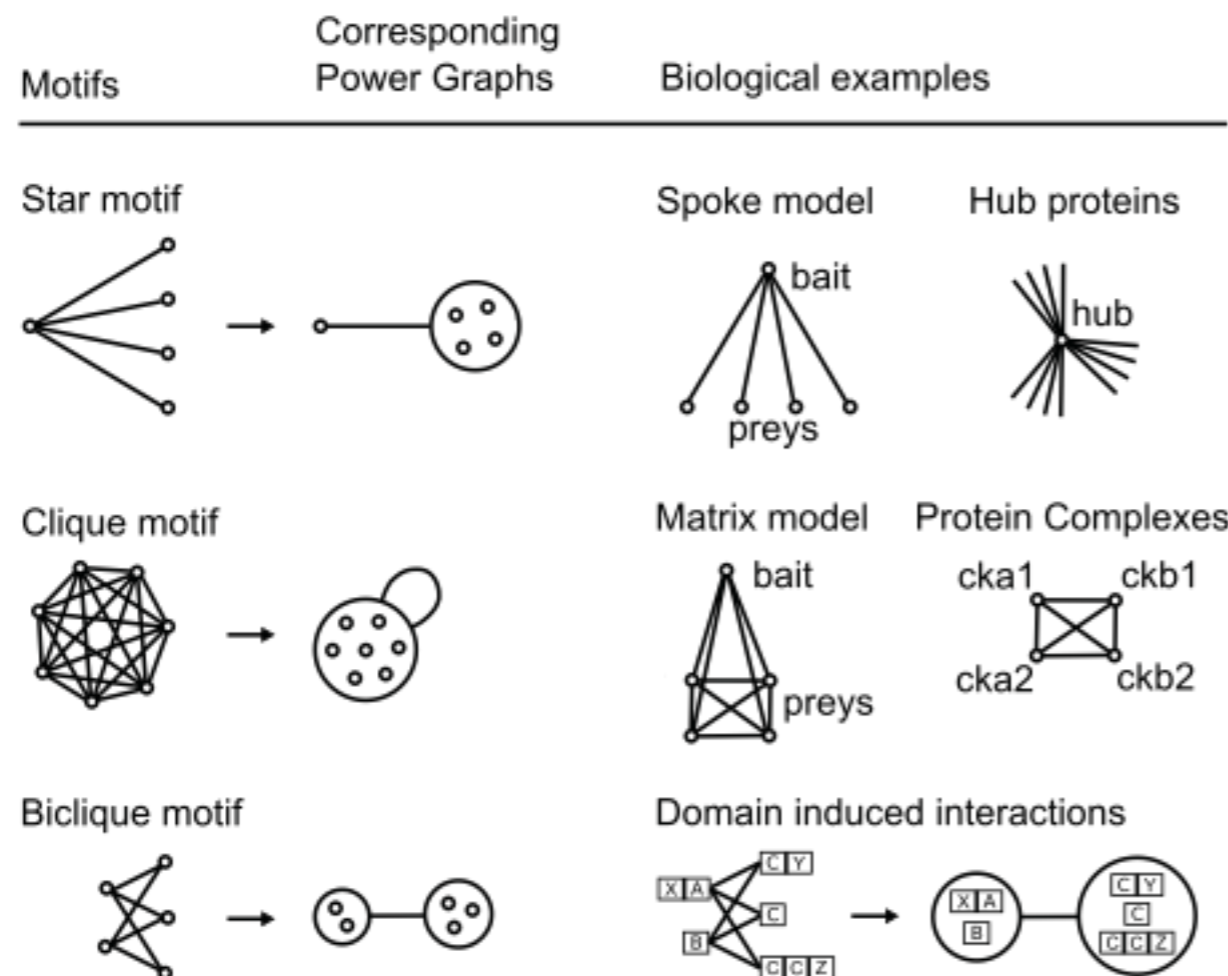 Motifs
Corresponding
Power Graphs
Biological examples
Star motif
Spoke model
Hub proteins
bait
preys
hub
Clique motif
Matrix model
Protein Complexes
bait
preys
cka1
ckb1
cka2
ckb2
Biclique motif
Domain induced interactions
X A
B
C Y
C
C C Z
X A
B
C Y
C
C C Z